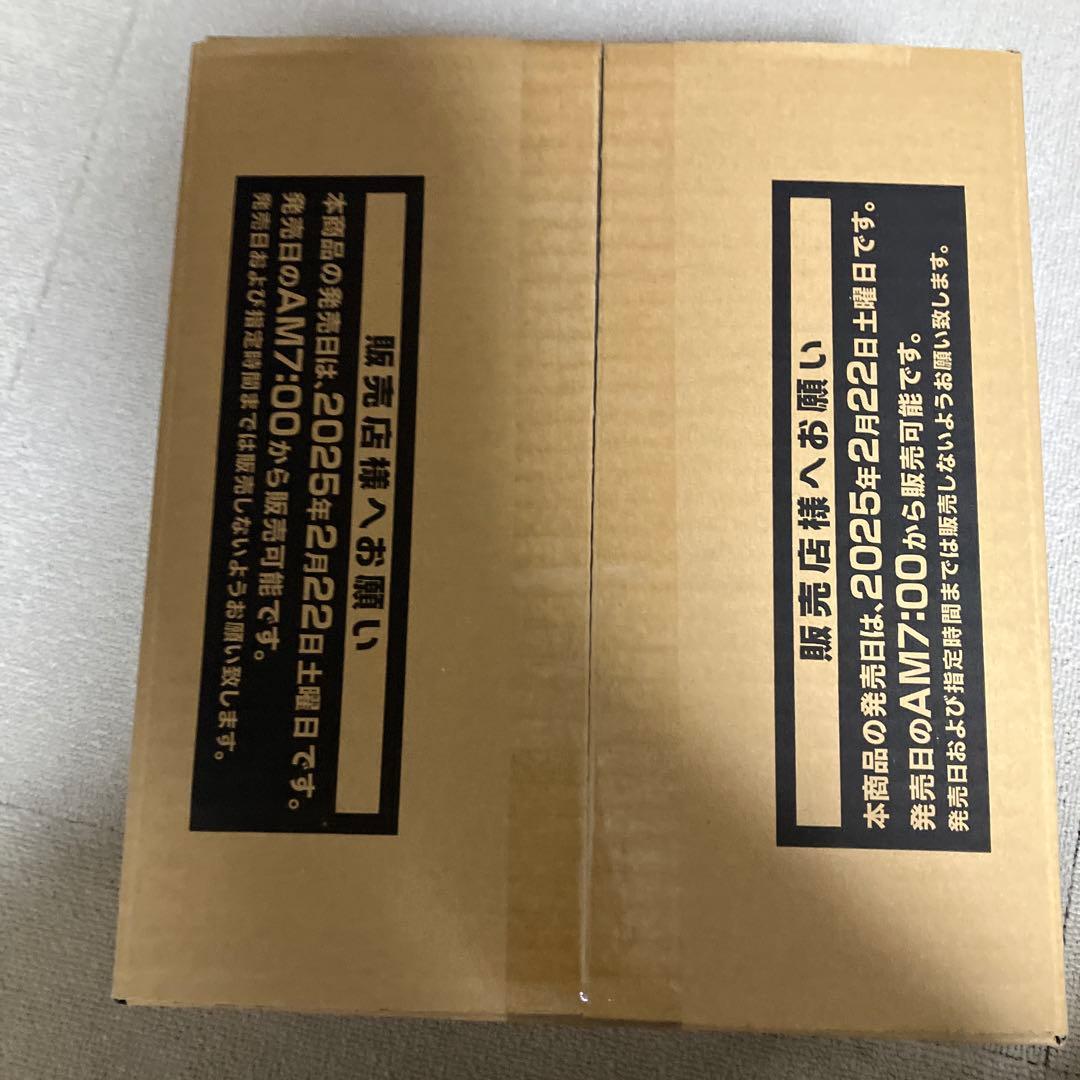 販売店様へお願い
本商品の発売日は、2025年2月22日土曜日です。
発売日のAM7:00から販売可能です。
発売日および指定時間までは販売しないようお願い致します。
販売店様へお願い
本商品の発売日は、2025年2月22日土曜日です。
発売日のAM7:00から販売可能です。
発売日および指定時間までは販売しないようお願い致します。